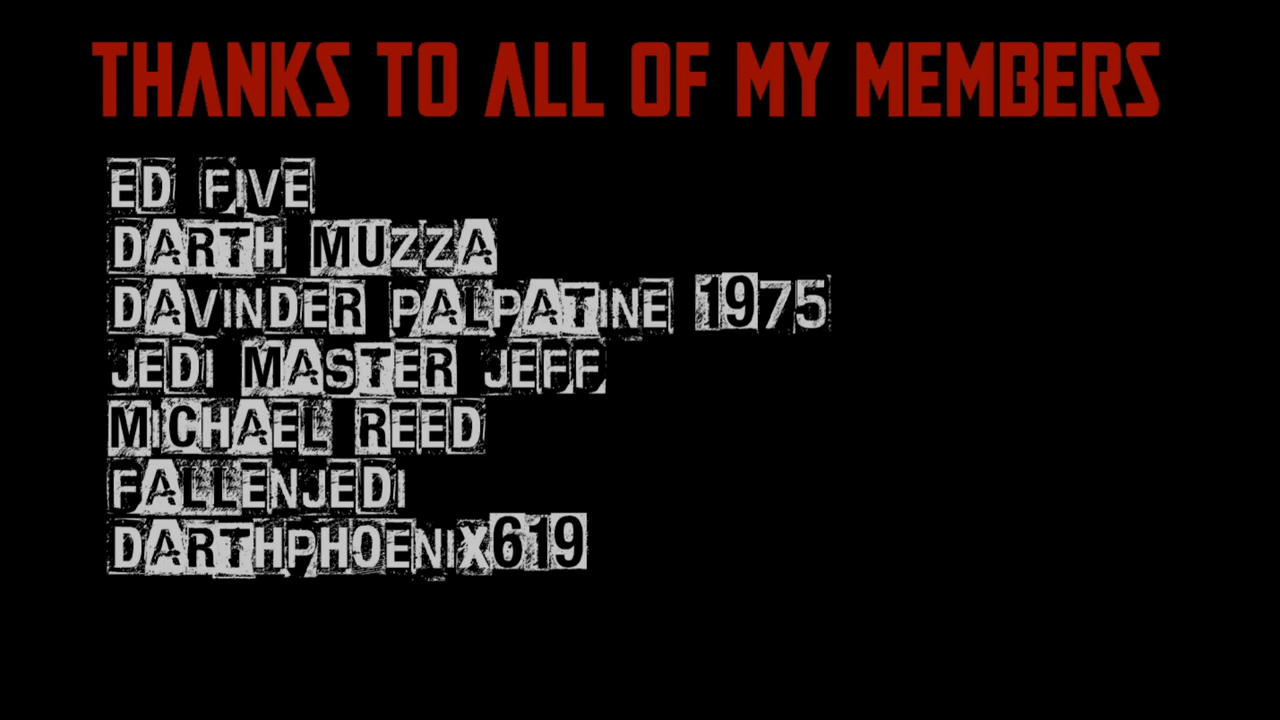 THANKS TO ALL OF MY MEMBERS
ED FIVE
DARTH MUZZA
DAVINDER PALPATINE 1975
JEDI MASTER JEFF
MICHAEL REED
FALLENJEDI
DARTHPHOENIX619